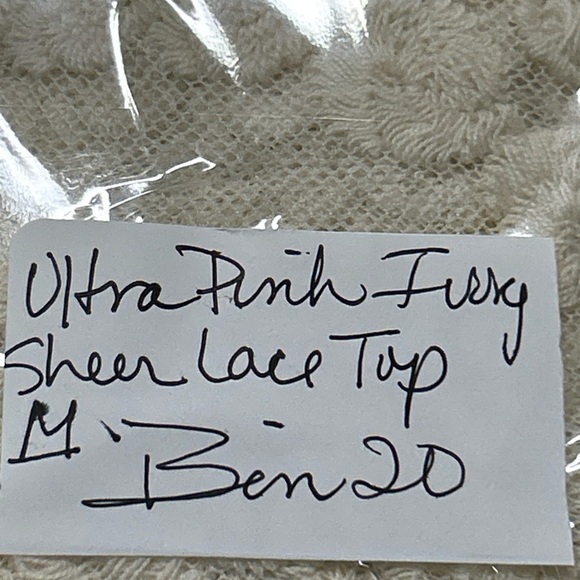 Ultra Pink Ivory
Sheer Lace Top
M. Bin 20